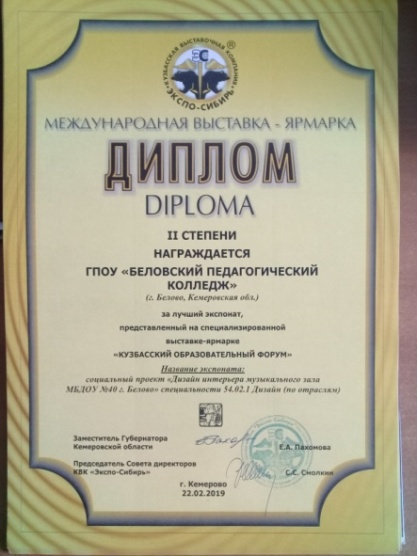 КУЗБАССКАЯ ВЫСТАВОЧНАЯ КОМПАНИЯ
®
ЭКСПО-СИБИРЬ
МЕЖДУНАРОДНАЯ ВЫСТАВКА - ЯРМАРКА
ДИПЛОМ
DIPLOMA
II СТЕПЕНИ
НАГРАЖДАЕТСЯ
ГПОУ «БЕЛОВСКИЙ ПЕДАГОГИЧЕСКИЙ
КОЛЛЕДЖ»
(г. Белово, Кемеровская обл.)
за лучший экспонат,
представленный на специализированной
выставке-ярмарке
«КУЗБАССКИЙ ОБРАЗОВАТЕЛЬНЫЙ ФОРУМ»
Название экспоната:
социальный проект «Дизайн интерьера музыкального зала
МБДОУ №40 г. Белово» специальности 54.02.1 Дизайн (по отраслям)
Заместитель Губернатора
Кемеровской области
Е.А. Пахомова
Председатель Совета директоров
КВК «Экспо-Сибирь»
С.С. Смолкин
г. Кемерово
22.02.2019